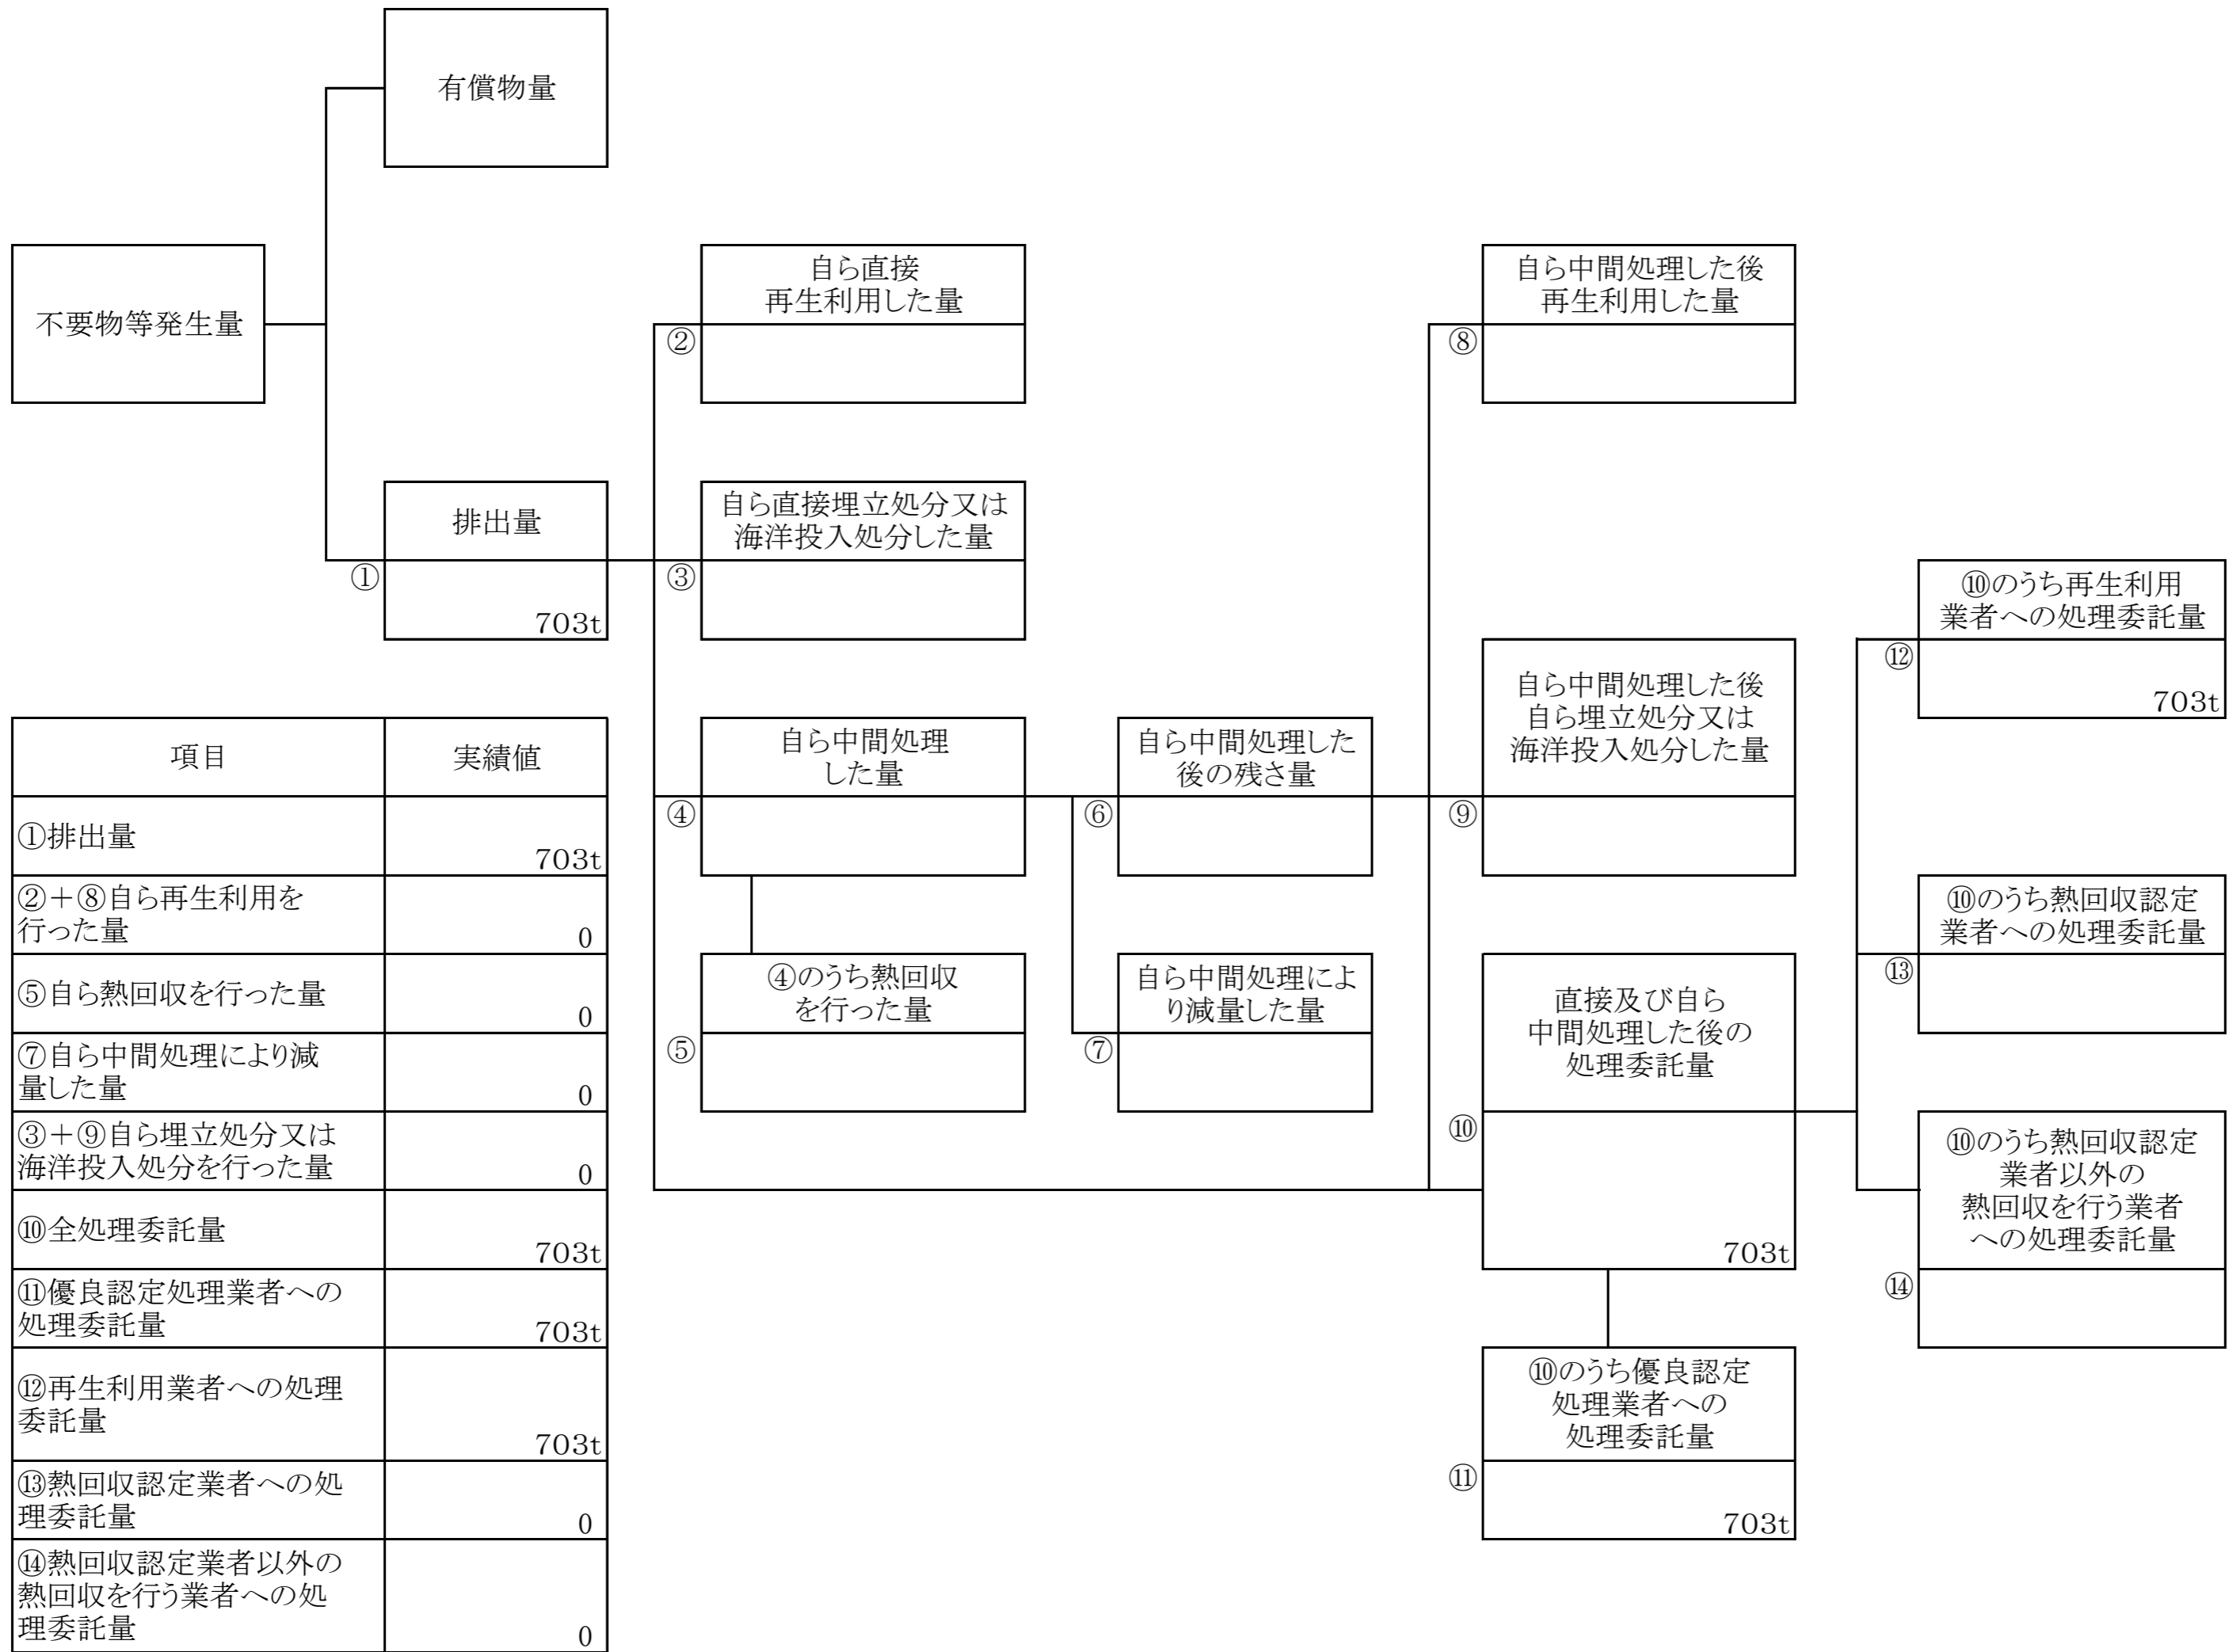 有償物量
不要物等発生量
排出量
①
703t
自ら直接
再生利用した量
②
自ら直接埋立処分又は
海洋投入処分した量
③
自ら中間処理
した量
④
④のうち熱回収
を行った量
⑤
自ら中間処理した
後の残さ量
⑥
自ら中間処理によ
り減量した量
⑦
自ら中間処理した後
再生利用した量
⑧
自ら中間処理した後
自ら埋立処分又は
海洋投入処分した量
⑨
直接及び自ら
中間処理した後の
処理委託量
⑩
703t
⑩のうち優良認定
処理業者への
処理委託量
⑪
703t
⑩のうち再生利用
業者への処理委託量
⑫
703t
⑩のうち熱回収認定
業者への処理委託量
⑬
⑩のうち熱回収認定
業者以外の
熱回収を行う業者
への処理委託量
⑭
項目 実績値
①排出量
703t
②＋⑧自ら再生利用を
行った量
0
⑤自ら熱回収を行った量
0
⑦自ら中間処理により減
量した量
0
③＋⑨自ら埋立処分又は
海洋投入処分を行った量
0
⑩全処理委託量
703t
⑪優良認定処理業者への
処理委託量
703t
⑫再生利用業者への処理
委託量
703t
⑬熱回収認定業者への処
理委託量
0
⑭熱回収認定業者以外の
熱回収を行う業者への処
理委託量
0